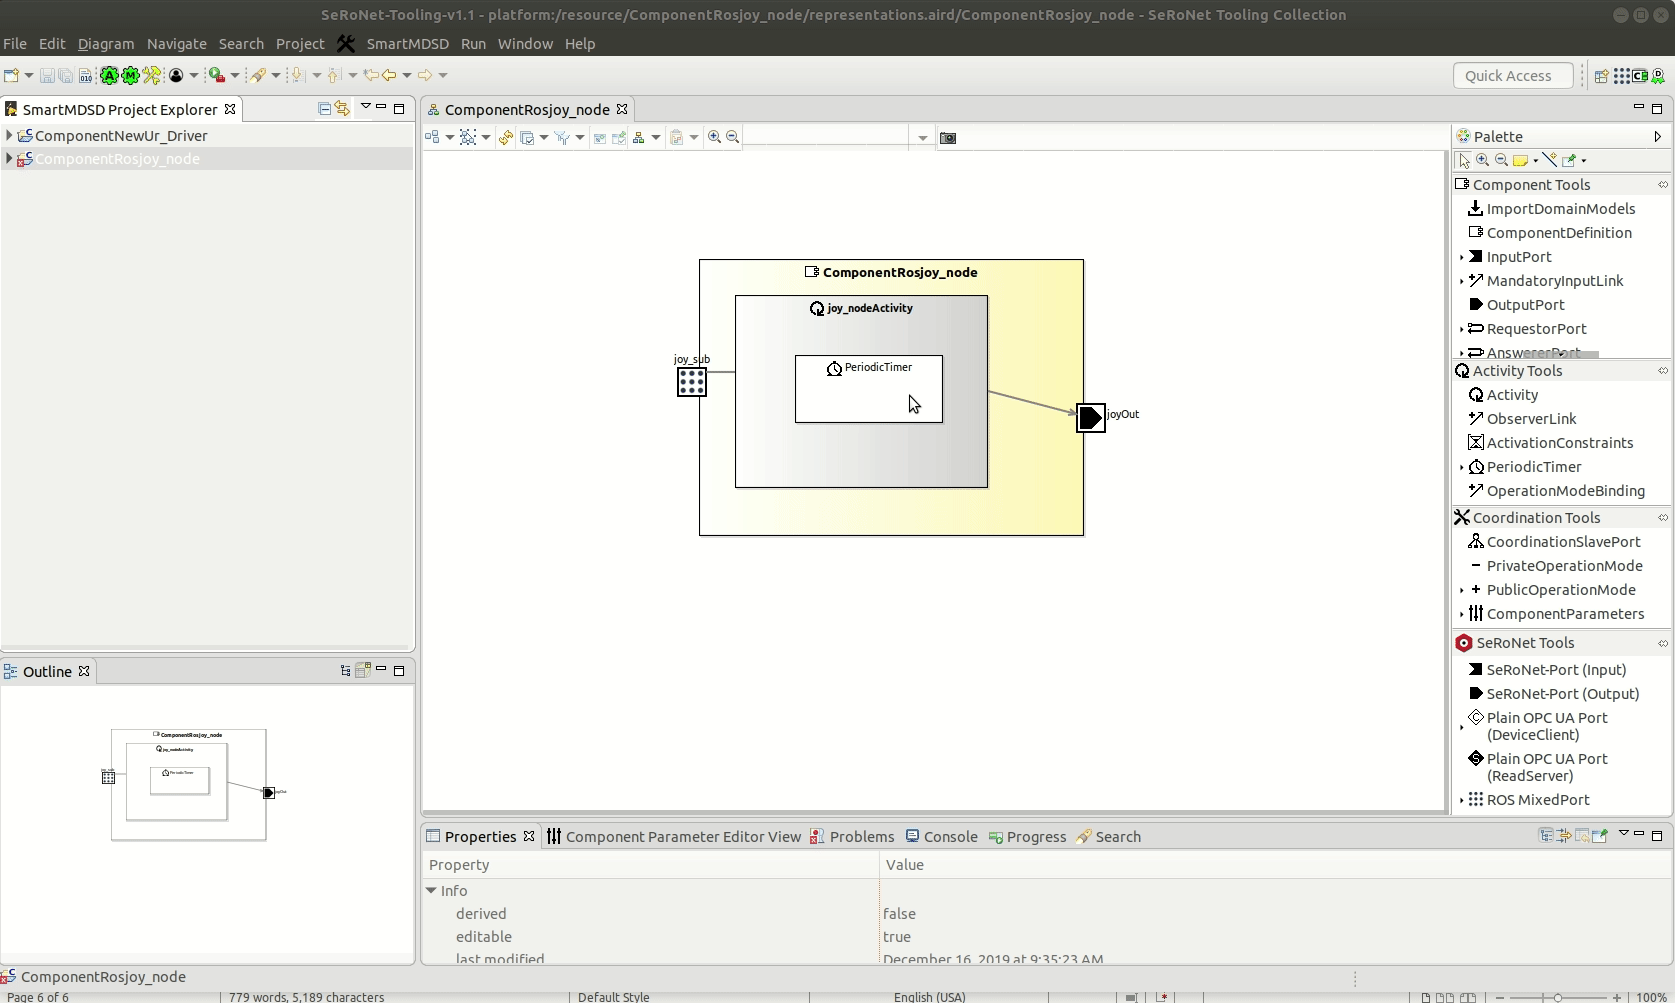 SeRoNet-Tooling-v1.1 - platform:/resource/ComponentRosjoy_node/representations.aird/ComponentRosjoy_node - SeRoNet Tooling Collection
File Edit Diagram Navigate Search Project SmartMDSD Run Window Help
Quick Access
SmartMDSD Project Explorer
ComponentNewUr_Driver
ComponentRosjoy_node
ComponentRosjoy_node
ComponentRosjoy_node
joy_nodeActivity
PeriodicTimer
joy_sub
joyOut
Palette
Component Tools
ImportDomainModels
ComponentDefinition
InputPort
MandatoryInputLink
OutputPort
RequestorPort
AnswererPort
Activity Tools
Activity
ObserverLink
ActivationConstraints
PeriodicTimer
OperationModeBinding
Coordination Tools
CoordinationSlavePort
PrivateOperationMode
PublicOperationMode
ComponentParameters
SeRoNet Tools
SeRoNet-Port (Input)
SeRoNet-Port (Output)
Plain OPC UA Port
(DeviceClient)
Plain OPC UA Port
(ReadServer)
ROS MixedPort
Outline
ComponentRosjoy_node
joy_nodeActivity
PeriodicTimer
joy_sub
joyOut
Properties Component Parameter Editor View Problems Console Progress Search
Property Value
Info
derived false
editable true
last modified December 16, 2019 at 9:35:23 AM
ComponentRosjoy_node
Page 6 of 6 779 words, 5,189 characters Default Style English (USA) 100%